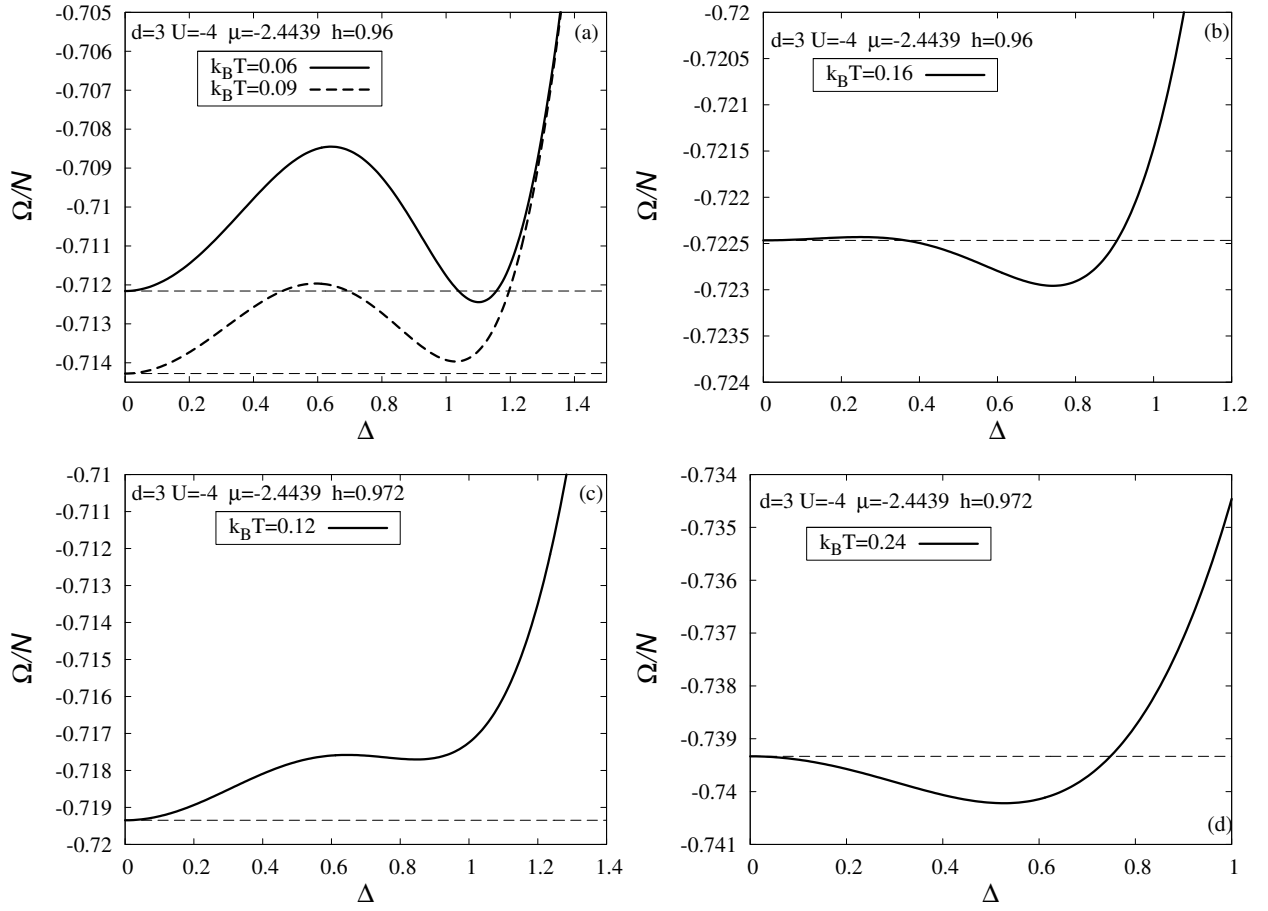 -0.705
-0.706
-0.707
-0.708
-0.709
-0.71
-0.711
-0.712
-0.713
-0.714
Ω/N
d=3 U=-4 μ=-2.4439 h=0.96
(a)
k_BT=0.06
k_BT=0.09
0 0.2 0.4 0.6 0.8 1 1.2 1.4
Δ
-0.72
-0.7205
-0.721
-0.7215
-0.722
-0.7225
-0.723
-0.7235
-0.724
Ω/N
d=3 U=-4 μ=-2.4439 h=0.96
(b)
k_BT=0.16
0 0.2 0.4 0.6 0.8 1 1.2
Δ
-0.71
-0.711
-0.712
-0.713
-0.714
-0.715
-0.716
-0.717
-0.718
-0.719
-0.72
Ω/N
d=3 U=-4 μ=-2.4439 h=0.972
(c)
k_BT=0.12
0 0.2 0.4 0.6 0.8 1 1.2 1.4
Δ
-0.734
-0.735
-0.736
-0.737
-0.738
-0.739
-0.74
-0.741
Ω/N
d=3 U=-4 μ=-2.4439 h=0.972
k_BT=0.24
(d)
0 0.2 0.4 0.6 0.8 1
Δ